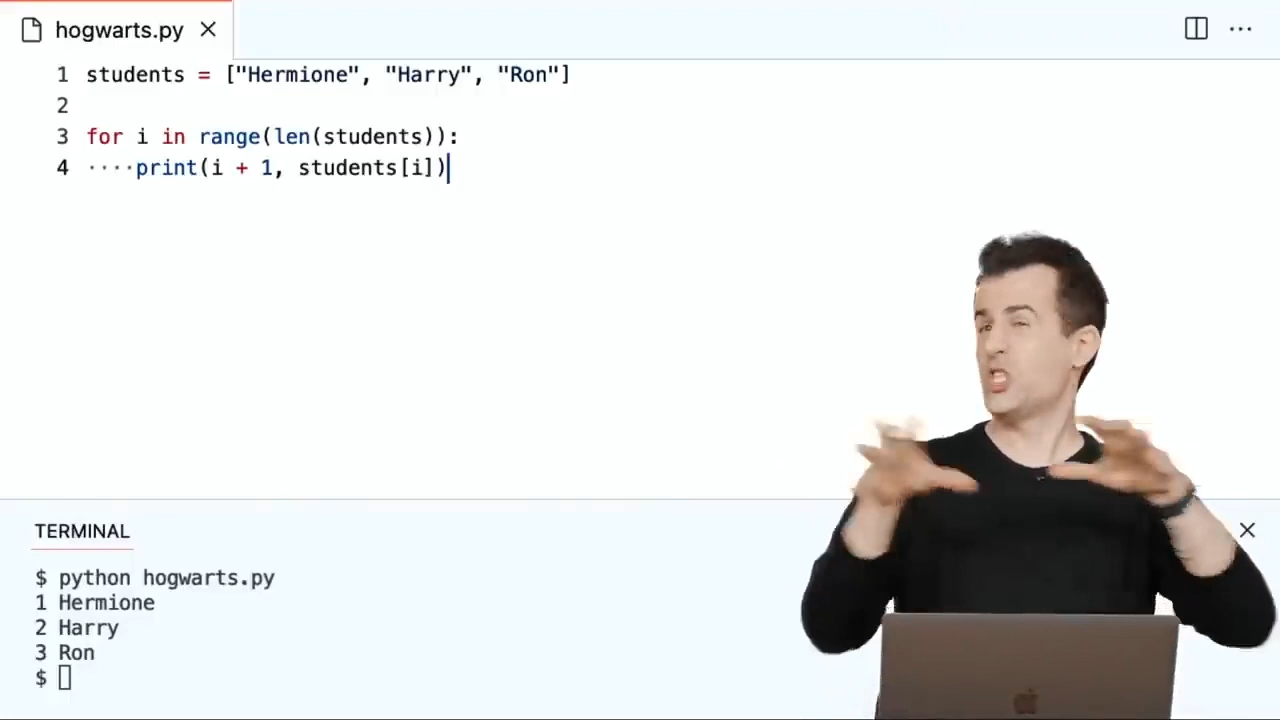 hogwarts.py
1 students = ["Hermione", "Harry", "Ron"]
2
3 for i in range(len(students)):
4 ····print(i + 1, students[i])
TERMINAL
$ python hogwarts.py
1 Hermione
2 Harry
3 Ron
$